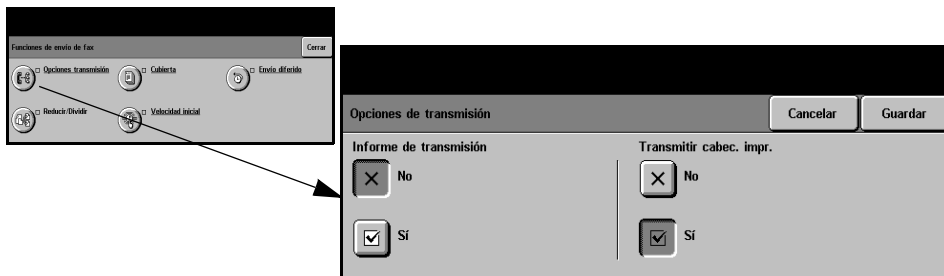 Funciones de envío de fax
Cerrar
Opciones transmisión
Cubierta
Envío diferido
Reducir/Dividir
Velocidad inicial
Opciones de transmisión
Cancelar
Guardar
Informe de transmisión
Transmitir cabec. impr.
No
No
Sí
Sí